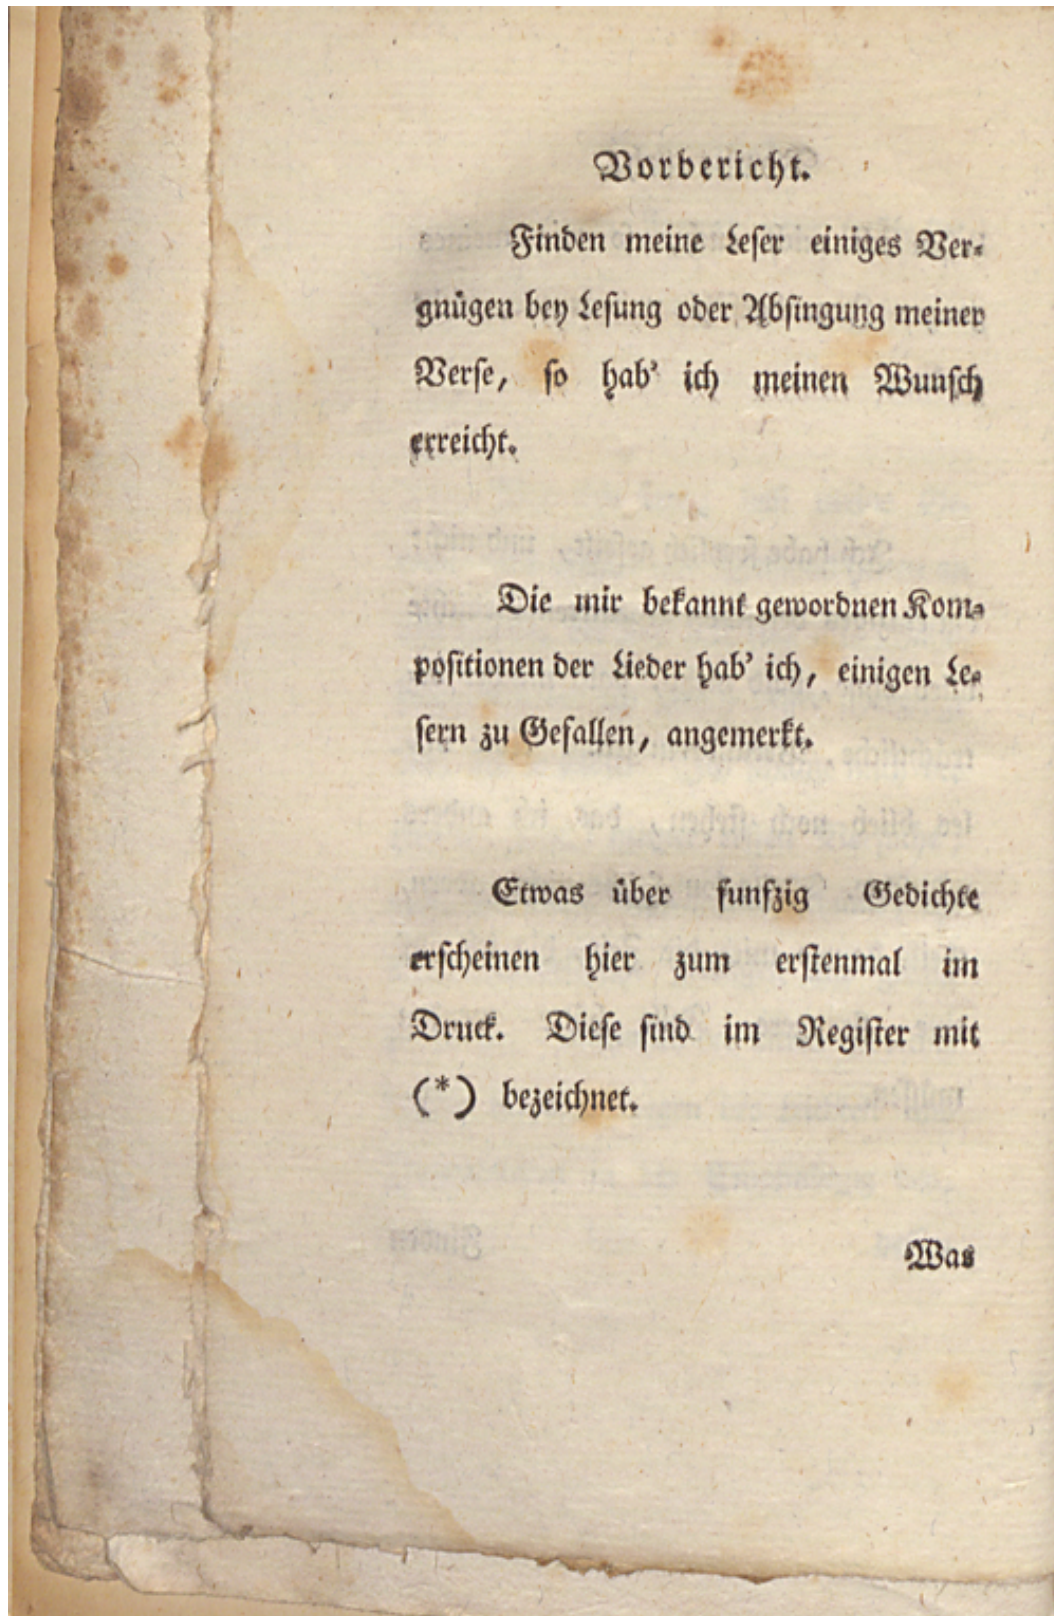 Vorbericht.
Finden meine Leser einiges Ver-
gnügen bey Lesung oder Absingung meiner
Verse, so hab' ich meinen Wunsch
erreicht.
Die mir bekannt gewordnen Kom-
positionen der Lieder hab' ich, einigen Le-
sern zu Gefallen, angemerkt.
Etwas über funfzig Gedichte
erscheinen hier zum erstenmal im
Druck. Diese sind im Register mit
(*) bezeichnet.
Was